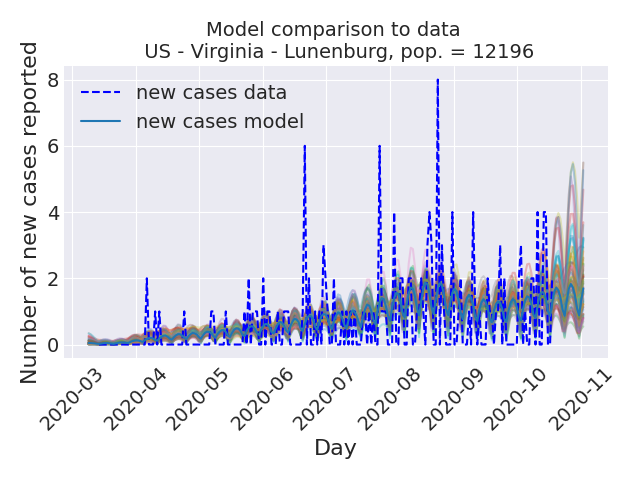 Model comparison to data
US - Virginia - Lunenburg, pop. = 12196
Number of new cases reported
8
6
4
2
0
new cases data
new cases model
2020-03
2020-04
2020-05
2020-06
2020-07
2020-08
2020-09
2020-10
2020-11
Day